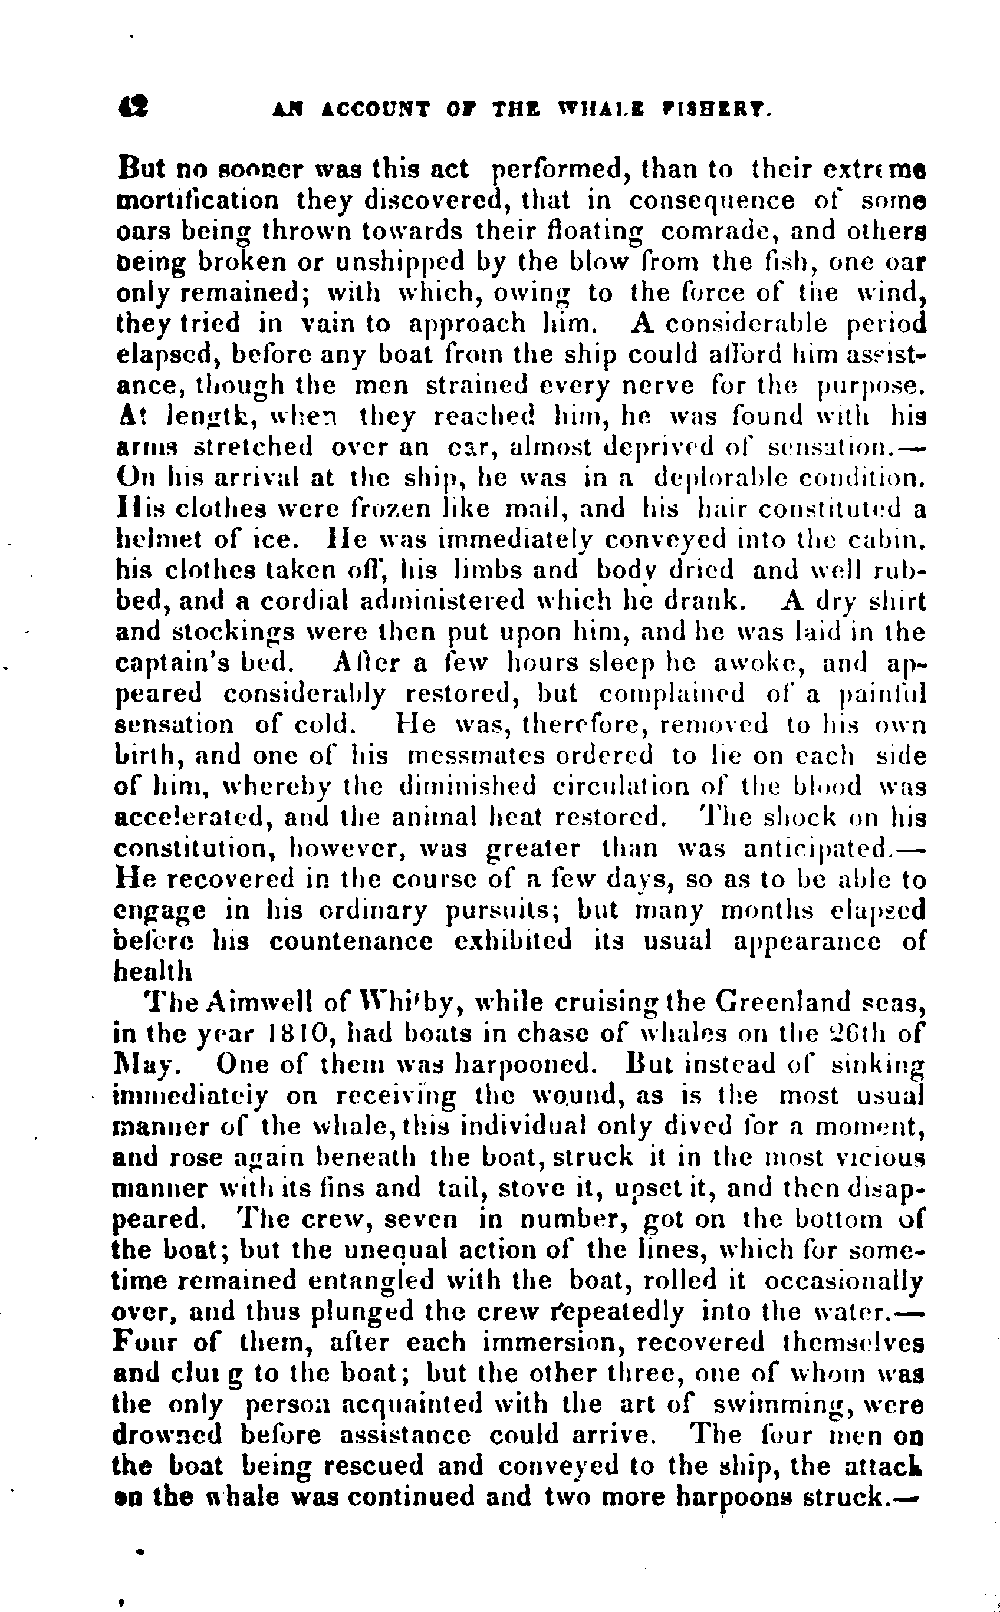 42 AN ACCOUNT OF THE WHALE FISHERY.
But no sooner was this act performed, than to their extreme
mortification they discovered, that in consequence of some
oars being thrown towards their floating comrade, and others
being broken or unshipped by the blow from the fish, one oar
only remained; with which, owing to the force of the wind,
they tried in vain to approach him. A considerable period
elapsed, before any boat from the ship could afford him assist-
ance, though the men strained every nerve for the purpose.
At length, when they reached him, he was found with his
arms stretched over an oar, almost deprived of sensation.—
On his arrival at the ship, he was in a deplorable condition.
His clothes were frozen like mail, and his hair constituted a
helmet of ice. He was immediately conveyed into the cabin,
his clothes taken off, his limbs and body dried and well rub-
bed, and a cordial administered which he drank. A dry shirt
and stockings were then put upon him, and he was laid in the
captain's bed. After a few hours sleep he awoke, and ap-
peared considerably restored, but complained of a painful
sensation of cold. He was, therefore, removed to his own
birth, and one of his messmates ordered to lie on each side
of him, whereby the diminished circulation of the blood was
accelerated, and the animal heat restored. The shock on his
constitution, however, was greater than was anticipated.—
He recovered in the course of a few days, so as to be able to
engage in his ordinary pursuits; but many months elapsed
before his countenance exhibited its usual appearance of
health
The Aimwell of Whitby, while cruising the Greenland seas,
in the year 1810, had boats in chase of whales on the 26th of
May. One of them was harpooned. But instead of sinking
immediately on receiving the wound, as is the most usual
manner of the whale, this individual only dived for a moment,
and rose again beneath the boat, struck it in the most vicious
manner with its fins and tail, stove it, upset it, and then disap-
peared. The crew, seven in number, got on the bottom of
the boat; but the unequal action of the lines, which for some-
time remained entangled with the boat, rolled it occasionally
over, and thus plunged the crew repeatedly into the water.—
Four of them, after each immersion, recovered themselves
and clung to the boat; but the other three, one of whom was
the only person acquainted with the art of swimming, were
drowned before assistance could arrive. The four men on
the boat being rescued and conveyed to the ship, the attack
on the whale was continued and two more harpoons struck.—